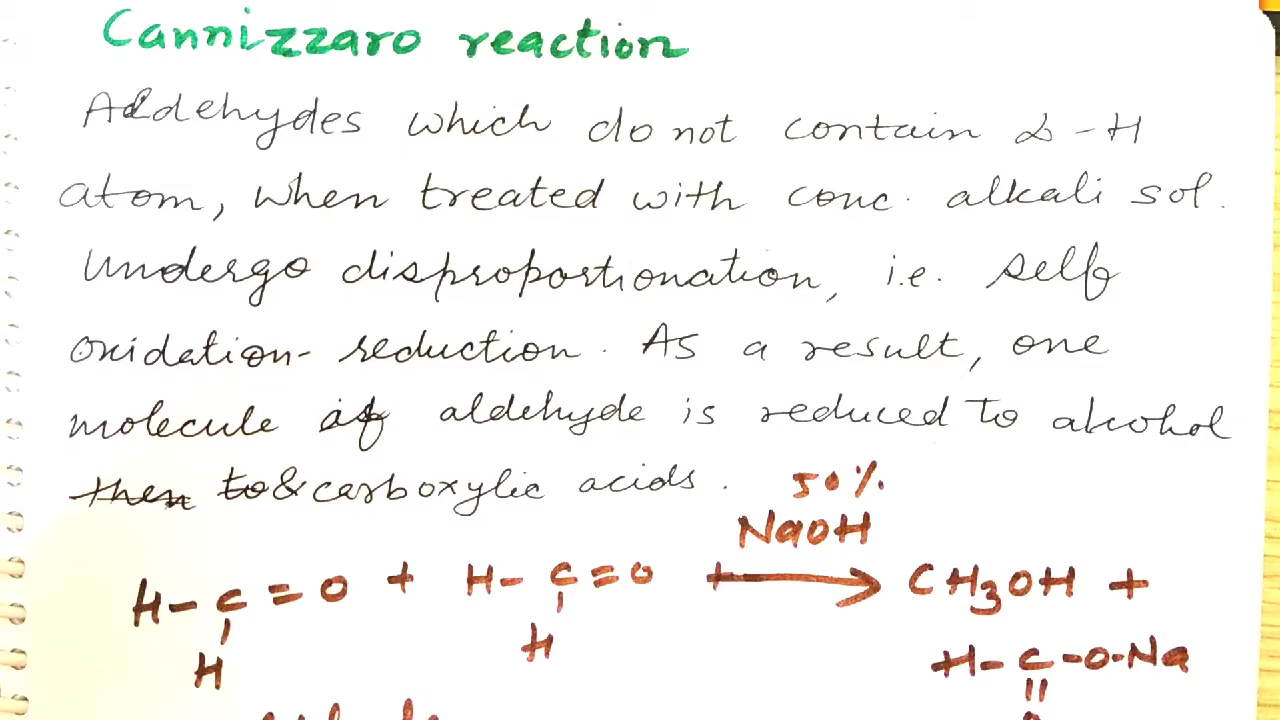 Cannizzaro reaction
Aldehydes which do not contain α-H
atom, when treated with conc. alkali sol.
undergo disproportionation, i.e. self
oxidation-reduction. As a result, one
molecule of aldehyde is reduced to alcohol
then to & carboxylic acids.
50%
NaOH
H-C=O + H-C=O + → CH3OH +
H H
H-C-O-Na
||